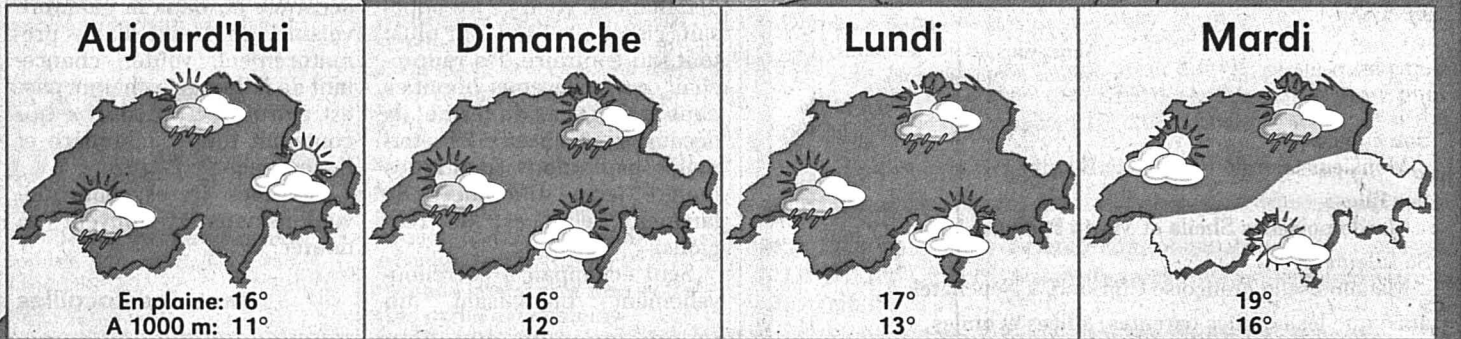 Aujourd'hui
En plaine: 16°
A 1000 m: 11°
Dimanche
16°
12°
Lundi
17°
13°
Mardi
19°
16°